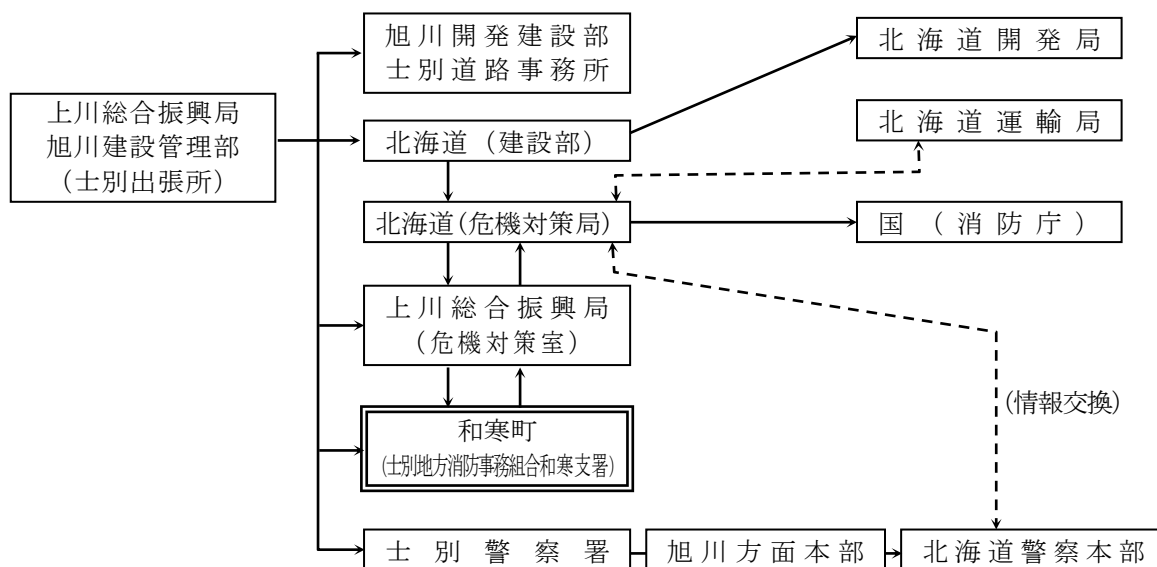 上川総合振興局
旭川建設管理部
（士別出張所）
旭川開発建設部
士別道路事務所
北海道（建設部）
北海道（危機対策局）
上川総合振興局
（危機対策室）
和寒町
（士別地方消防事務組合和寒支署）
士別警察署
旭川方面本部
北海道警察本部
北海道開発局
北海道運輸局
国（消防庁）
（情報交換）